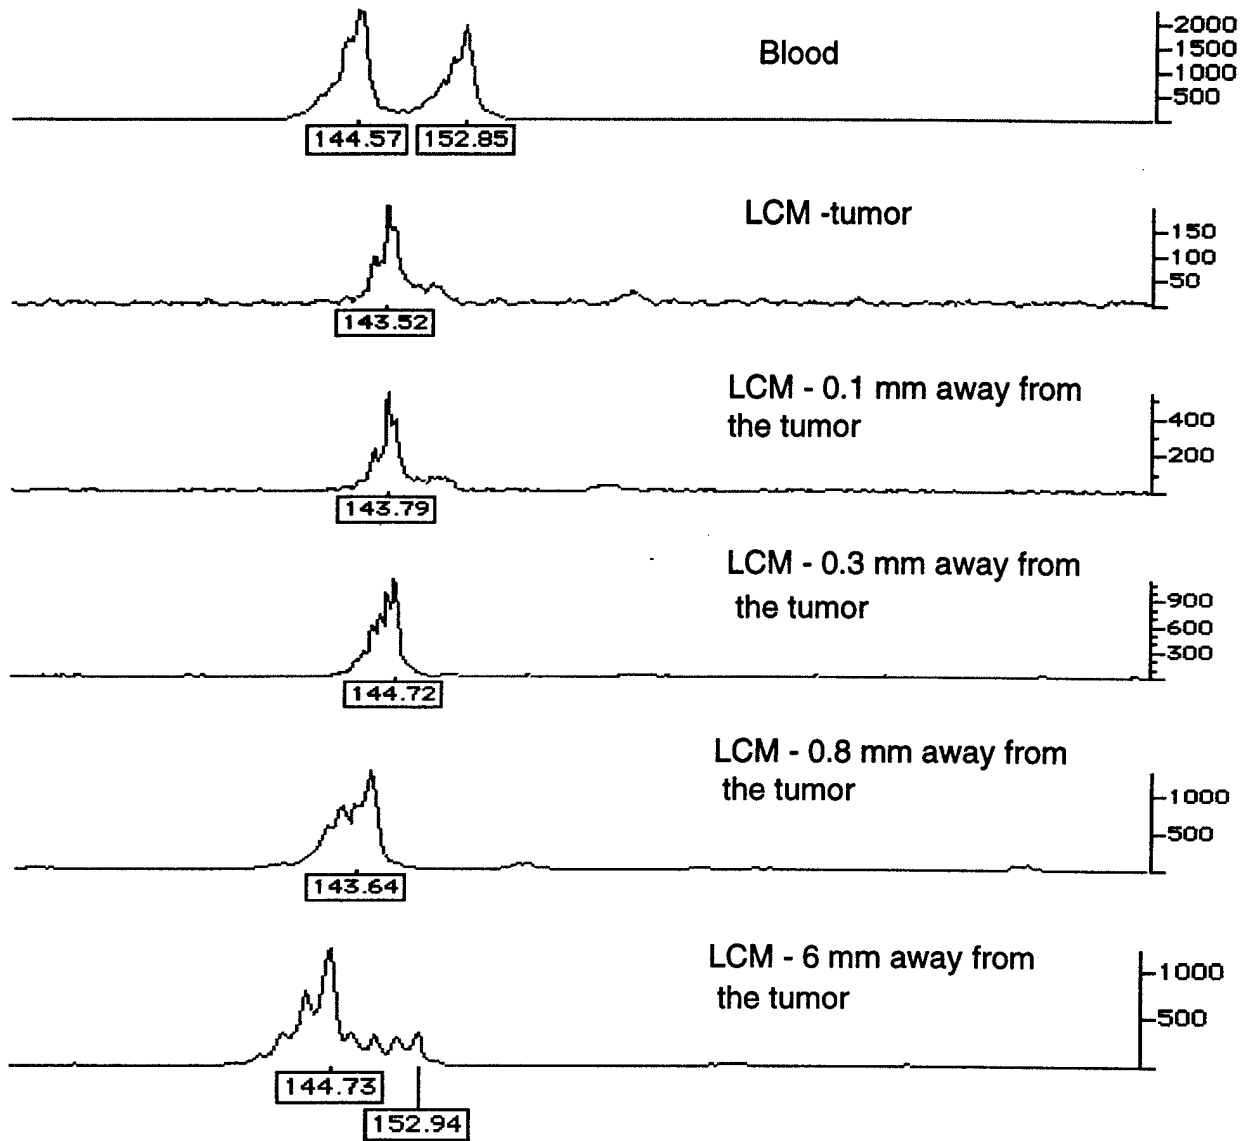 Blood
2000
1500
1000
500
144.57 152.85
LCM -tumor
150
100
50
143.52
LCM - 0.1 mm away from
the tumor
400
200
143.79
LCM - 0.3 mm away from
the tumor
900
600
300
144.72
LCM - 0.8 mm away from
the tumor
1000
500
143.64
LCM - 6 mm away from
the tumor
1000
500
144.73
152.94